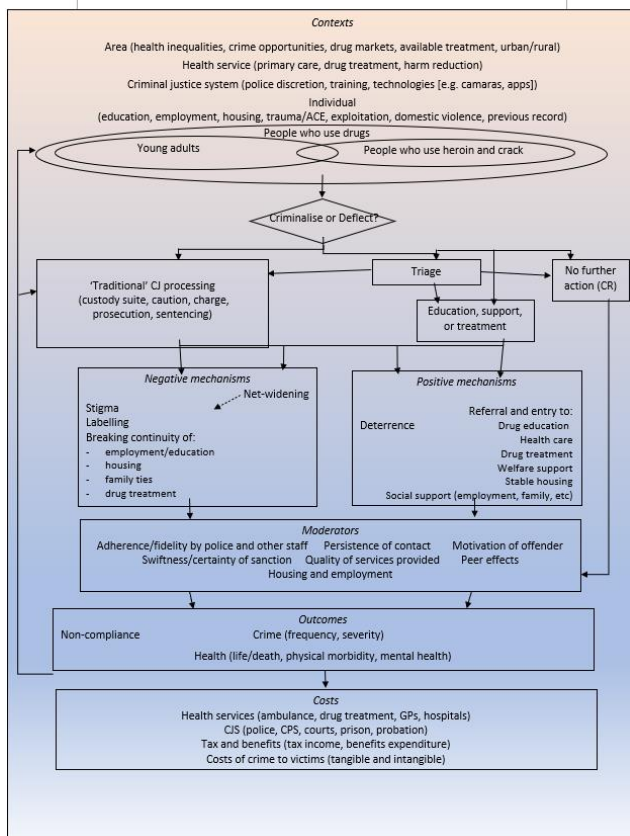 Contexts
Area (health inequalities, crime opportunities, drug markets, available treatment, urban/rural)
Health service (primary care, drug treatment, harm reduction)
Criminal justice system (police discretion, training, technologies [e.g. camaras, apps])
Individual
(education, employment, housing, trauma/ACE, exploitation, domestic violence, previous record)
People who use drugs
Young adults
People who use heroin and crack
Criminalise or Deflect?
'Traditional' CJ processing
(custody suite, caution, charge,
prosecution, sentencing)
Triage
No further
action (CR)
Education, support,
or treatment
Negative mechanisms
Net-widening
Stigma
Labelling
Breaking continuity of:
- employment/education
- housing
- family ties
- drug treatment
Positive mechanisms
Deterrence
Referral and entry to:
Drug education
Health care
Drug treatment
Welfare support
Stable housing
Social support (employment, family, etc)
Moderators
Adherence/fidelity by police and other staff Persistence of contact Motivation of offender
Swiftness/certainty of sanction Quality of services provided Peer effects
Housing and employment
Outcomes
Non-compliance Crime (frequency, severity)
Health (life/death, physical morbidity, mental health)
Costs
Health services (ambulance, drug treatment, GPs, hospitals)
CJS (police, CPS, courts, prison, probation)
Tax and benefits (tax income, benefits expenditure)
Costs of crime to victims (tangible and intangible)